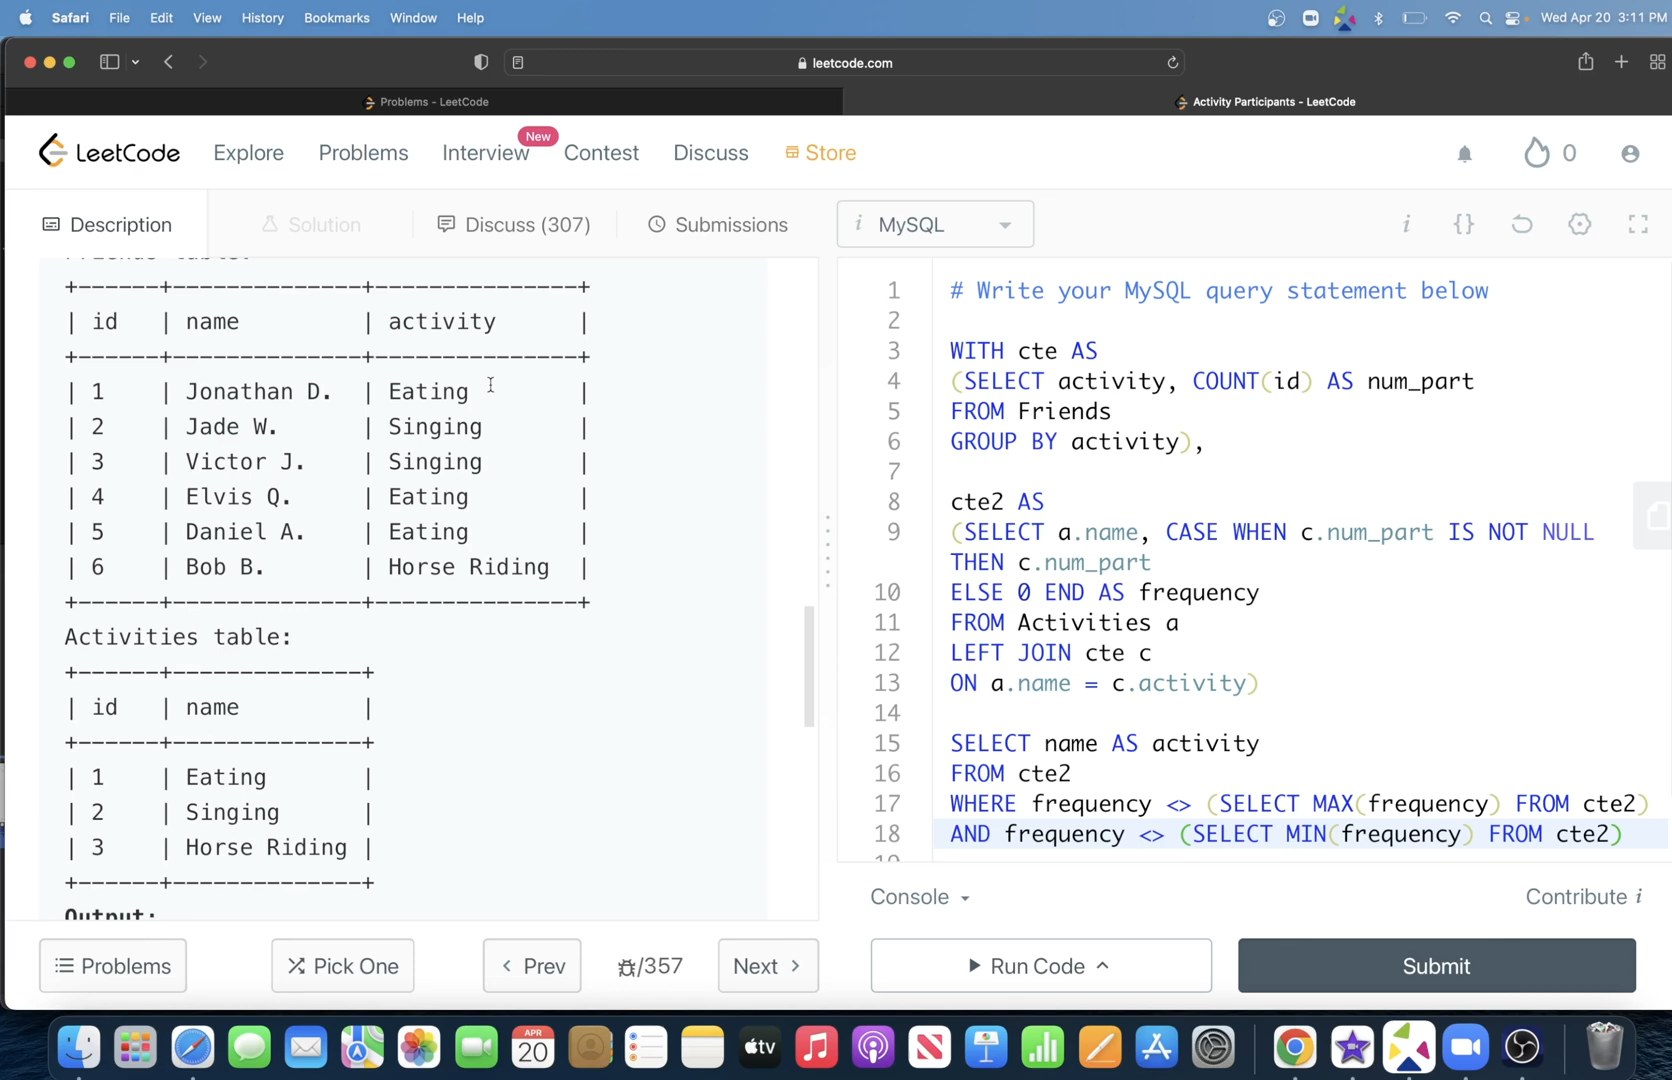 Safari File Edit View History Bookmarks Window Help Wed Apr 20 3:11 PM
leetcode.com
Problems - LeetCode Activity Participants - LeetCode
LeetCode Explore Problems Interview New Contest Discuss Store 0
Description Solution Discuss (307) Submissions i MySQL i {}
+------+--------------+---------------+
| id | name | activity |
+------+--------------+---------------+
| 1 | Jonathan D. | Eating |
| 2 | Jade W. | Singing |
| 3 | Victor J. | Singing |
| 4 | Elvis Q. | Eating |
| 5 | Daniel A. | Eating |
| 6 | Bob B. | Horse Riding |
+------+--------------+---------------+
Activities table:
+------+--------------+
| id | name |
+------+--------------+
| 1 | Eating |
| 2 | Singing |
| 3 | Horse Riding |
+------+--------------+
Output:
1 # Write your MySQL query statement below
2
3 WITH cte AS
4 (SELECT activity, COUNT(id) AS num_part
5 FROM Friends
6 GROUP BY activity),
7
8 cte2 AS
9 (SELECT a.name, CASE WHEN c.num_part IS NOT NULL
THEN c.num_part
10 ELSE 0 END AS frequency
11 FROM Activities a
12 LEFT JOIN cte c
13 ON a.name = c.activity)
14
15 SELECT name AS activity
16 FROM cte2
17 WHERE frequency <> (SELECT MAX(frequency) FROM cte2)
18 AND frequency <> (SELECT MIN(frequency) FROM cte2)
19
Console Contribute i
Problems Pick One < Prev /357 Next > Run Code Submit
APR
20
tv